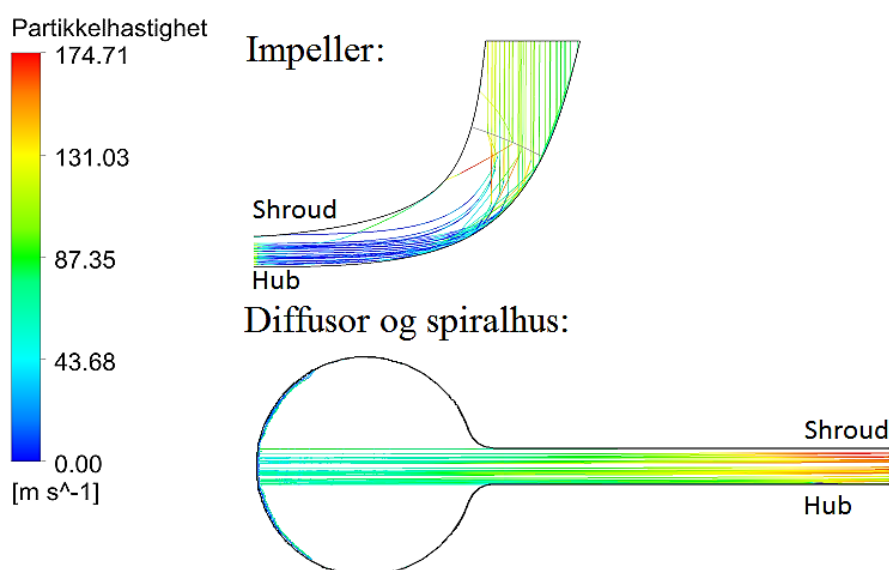 Partikkelhastighet
174.71
131.03
87.35
43.68
0.00
[m s^-1]
Impeller:
Shroud
Hub
Diffusor og spiralhus:
Shroud
Hub